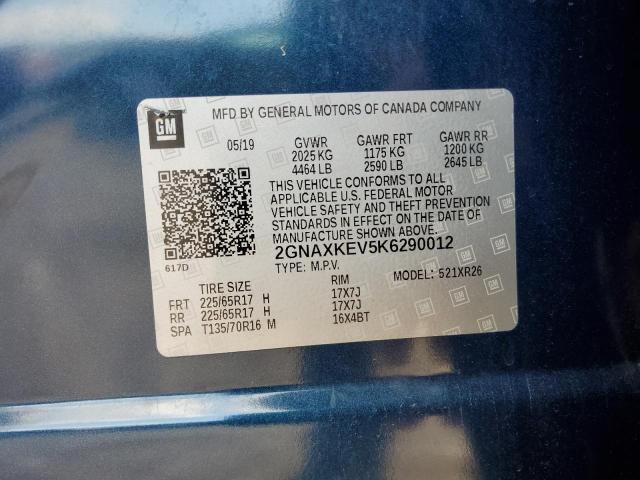 GM
MFD BY GENERAL MOTORS OF CANADA COMPANY
05/19 GVWR GAWR FRT GAWR RR
2025 KG 1175 KG 1200 KG
4464 LB 2590 LB 2645 LB
THIS VEHICLE CONFORMS TO ALL
APPLICABLE U.S. FEDERAL MOTOR
VEHICLE SAFETY AND THEFT PREVENTION
STANDARDS IN EFFECT ON THE DATE OF
MANUFACTURE SHOWN ABOVE.
617D
2GNAXKEV5K6290012
TYPE: M.P.V. MODEL: 521XR26
TIRE SIZE RIM
FRT 225/65R17 H 17X7J
RR 225/65R17 H 17X7J
SPA T135/70R16 M 16X4BT